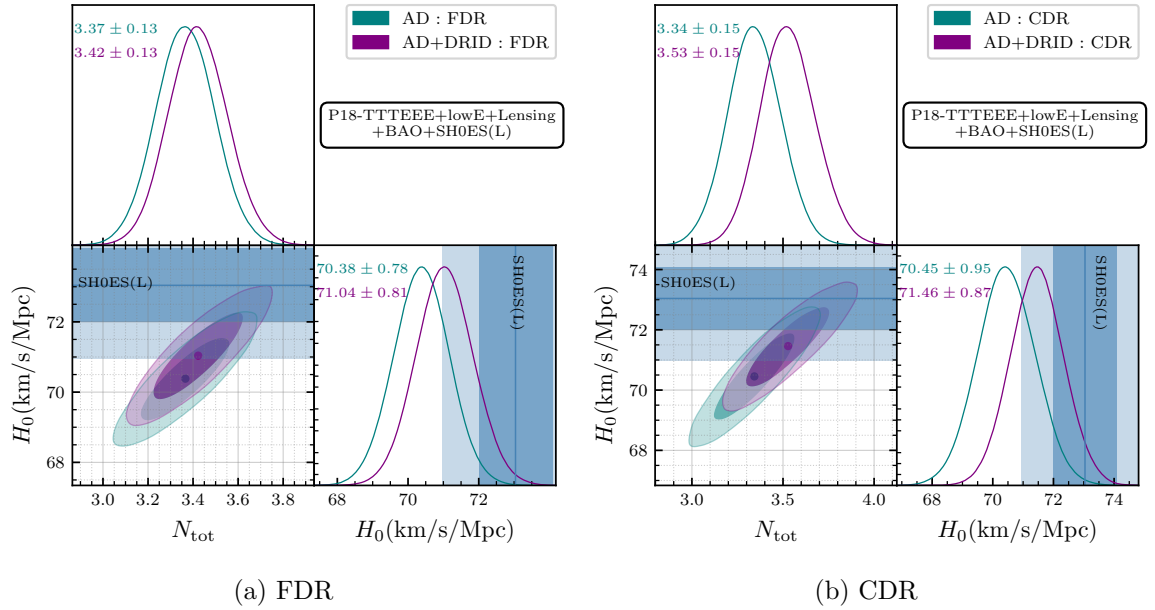 3.37 ± 0.13
3.42 ± 0.13
AD : FDR
AD+DRID : FDR
P18-TTTEEE+lowE+Lensing
+BAO+SH0ES(L)
H0(km/s/Mpc)
72
70
68
SH0ES(L)
3.0 3.2 3.4 3.6 3.8
Ntot
70.38 ± 0.78
71.04 ± 0.81
SH0ES(L)
68 70 72
H0(km/s/Mpc)
(a) FDR
3.34 ± 0.15
3.53 ± 0.15
AD : CDR
AD+DRID : CDR
P18-TTTEEE+lowE+Lensing
+BAO+SH0ES(L)
H0(km/s/Mpc)
74
72
70
68
SH0ES(L)
3.0 3.5 4.0
Ntot
70.45 ± 0.95
71.46 ± 0.87
SH0ES(L)
68 70 72 74
H0(km/s/Mpc)
(b) CDR